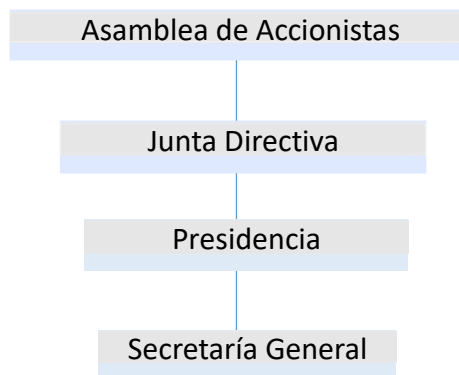 Asamblea de Accionistas
Junta Directiva
Presidencia
Secretaría General